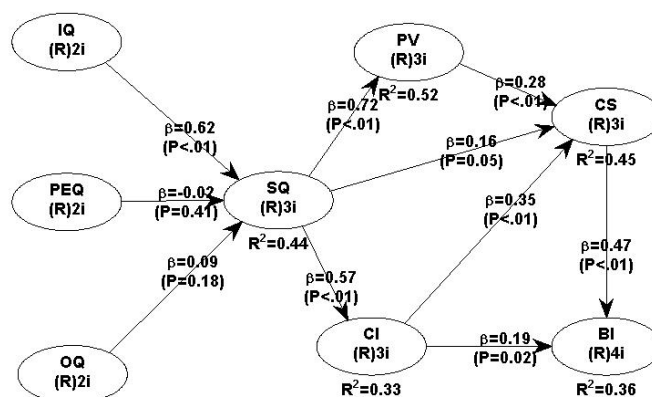 IQ
(R)2i
PV
(R)3i
R²=0.52
β=0.28
(P<.01)
CS
(R)3i
R²=0.45
β=0.62
(P<.01)
β=0.72
(P<.01)
β=0.16
(P=0.05)
PEQ
(R)2i
β=-0.02
(P=0.41)
SQ
(R)3i
R²=0.44
β=0.35
(P<.01)
β=0.09
(P=0.18)
β=0.57
(P<.01)
β=0.47
(P<.01)
OQ
(R)2i
CI
(R)3i
R²=0.33
β=0.19
(P=0.02)
BI
(R)4i
R²=0.36